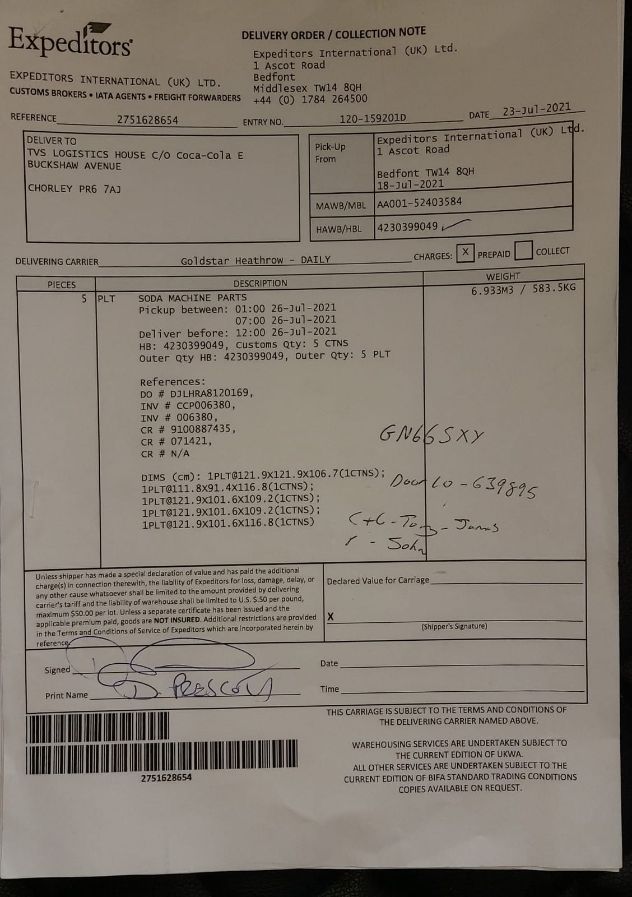 Expeditors®
DELIVERY ORDER / COLLECTION NOTE
Expeditors International (UK) Ltd.
1 Ascot Road
Bedfont
Middlesex TW14 8QH
+44 (0) 1784 264500
EXPEDITORS INTERNATIONAL (UK) LTD.
CUSTOMS BROKERS • IATA AGENTS • FREIGHT FORWARDERS
REFERENCE 2751628654 ENTRY NO. 120-159201D DATE 23-Jul-2021
DELIVER TO
TVS LOGISTICS HOUSE C/O Coca-Cola E
BUCKSHAW AVENUE
CHORLEY PR6 7AJ
Pick-Up From
Expeditors International (UK) Ltd.
1 Ascot Road
Bedfont TW14 8QH
18-Jul-2021
MAWB/MBL AA001-52403584
HAWB/HBL 4230399049
DELIVERING CARRIER Goldstar Heathrow - DAILY CHARGES: X PREPAID COLLECT
PIECES DESCRIPTION WEIGHT
5 PLT SODA MACHINE PARTS 6.933M3 / 583.5KG
Pickup between: 01:00 26-Jul-2021
07:00 26-Jul-2021
Deliver before: 12:00 26-Jul-2021
HB: 4230399049, Customs Qty: 5 CTNS
Outer Qty HB: 4230399049, Outer Qty: 5 PLT
References:
DO # DJLHRA8120169,
INV # CCP006380,
INV # 006380,
CR # 9100887435,
CR # 071421,
CR # N/A
GN66SXY
DIMS (cm): 1PLT@121.9X121.9X106.7(1CTNS);
1PLT@111.8X91.4X116.8(1CTNS);
1PLT@121.9X101.6X109.2(1CTNS);
1PLT@121.9X101.6X109.2(1CTNS);
1PLT@121.9X101.6X116.8(1CTNS)
Door 10 - 639895
C+C - Tony - James
- John
Unless shipper has made a special declaration of value and has paid the additional
charge(s) in connection therewith, the liability of Expeditors for loss, damage, delay, or
any other cause whatsoever shall be limited to the amount provided by delivering
carrier's tariff and the liability of warehouse shall be limited to U.S. $.50 per pound,
maximum $50.00 per lot. Unless a separate certificate has been issued and the
applicable premium paid, goods are NOT INSURED. Additional restrictions are provided
in the Terms and Conditions of Service of Expeditors which are incorporated herein by
reference.
Declared Value for Carriage
X
(Shipper's Signature)
Signed
Date
Print Name D. PRESCOTT
Time
THIS CARRIAGE IS SUBJECT TO THE TERMS AND CONDITIONS OF
THE DELIVERING CARRIER NAMED ABOVE.
WAREHOUSING SERVICES ARE UNDERTAKEN SUBJECT TO
THE CURRENT EDITION OF UKWA.
ALL OTHER SERVICES ARE UNDERTAKEN SUBJECT TO THE
CURRENT EDITION OF BIFA STANDARD TRADING CONDITIONS
COPIES AVAILABLE ON REQUEST.
2751628654